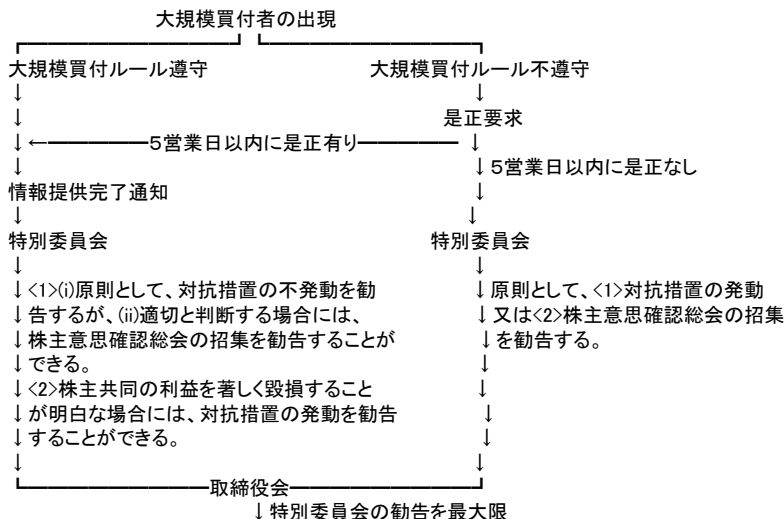 大規模買付者の出現
┏━━━━━━━━━━┛ ┗━━━━━━━━━━┓
大規模買付ルール遵守 大規模買付ルール不遵守
↓ ↓
↓ 是正要求
↓←━━━━━5営業日以内に是正有り━━━━━ ↓
↓ ↓5営業日以内に是正なし
情報提供完了通知 ↓
↓ ↓
特別委員会 特別委員会
↓ ↓
↓<1>(i)原則として、対抗措置の不発動を勧 ↓原則として、<1>対抗措置の発動
↓告するが、(ii)適切と判断する場合には、 ↓又は<2>株主意思確認総会の招集
↓株主意思確認総会の招集を勧告することが ↓を勧告する。
↓できる。 ↓
↓<2>株主共同の利益を著しく毀損すること ↓
↓が明白な場合には、対抗措置の発動を勧告 ↓
↓することができる。 ↓
↓ ↓
┗━━━━━━━━━取締役会━━━━━━━━━┛
↓特別委員会の勧告を最大限